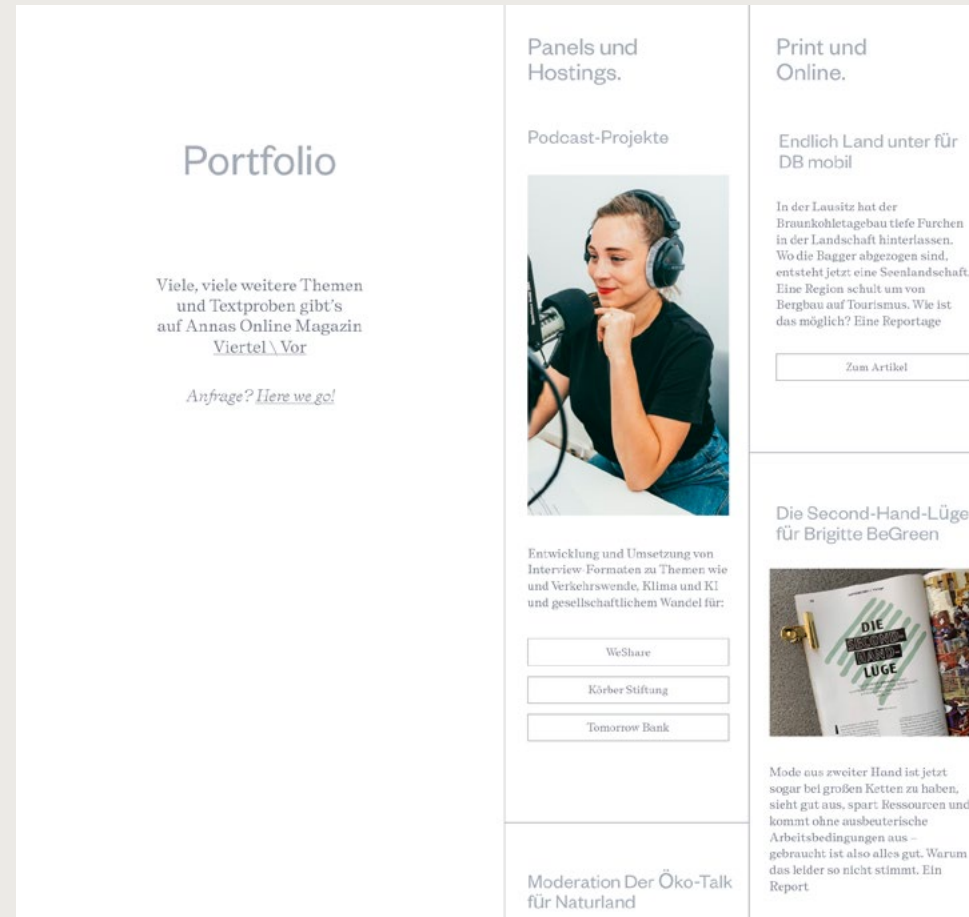 Portfolio
Viele, viele weitere Themen
und Textproben gibt's
auf Annas Online Magazin
Viertel \ Vor
Anfrage? Here we go!
Panels und
Hostings.
Podcast-Projekte
Entwicklung und Umsetzung von
Interview-Formaten zu Themen wie
und Verkehrswende, Klima und KI
und gesellschaftlichem Wandel für:
WeShare
Körber Stiftung
Tomorrow Bank
Moderation Der Öko-Talk
für Naturland
Print und
Online.
Endlich Land unter für
DB mobil
In der Lausitz hat der
Braunkohletagebau tiefe Furchen
in der Landschaft hinterlassen.
Wo die Bagger abgezogen sind,
entsteht jetzt eine Seenlandschaft.
Eine Region schult um von
Bergbau auf Tourismus. Wie ist
das möglich? Eine Reportage
Zum Artikel
Die Second-Hand-Lüge
für Brigitte BeGreen
DIE
SECOND-
HAND-
LÜGE
Mode aus zweiter Hand ist jetzt
sogar bei großen Ketten zu haben,
sieht gut aus, spart Ressourcen und
kommt ohne ausbeuterische
Arbeitsbedingungen aus –
gebraucht ist also alles gut. Warum
das leider so nicht stimmt. Ein
Report